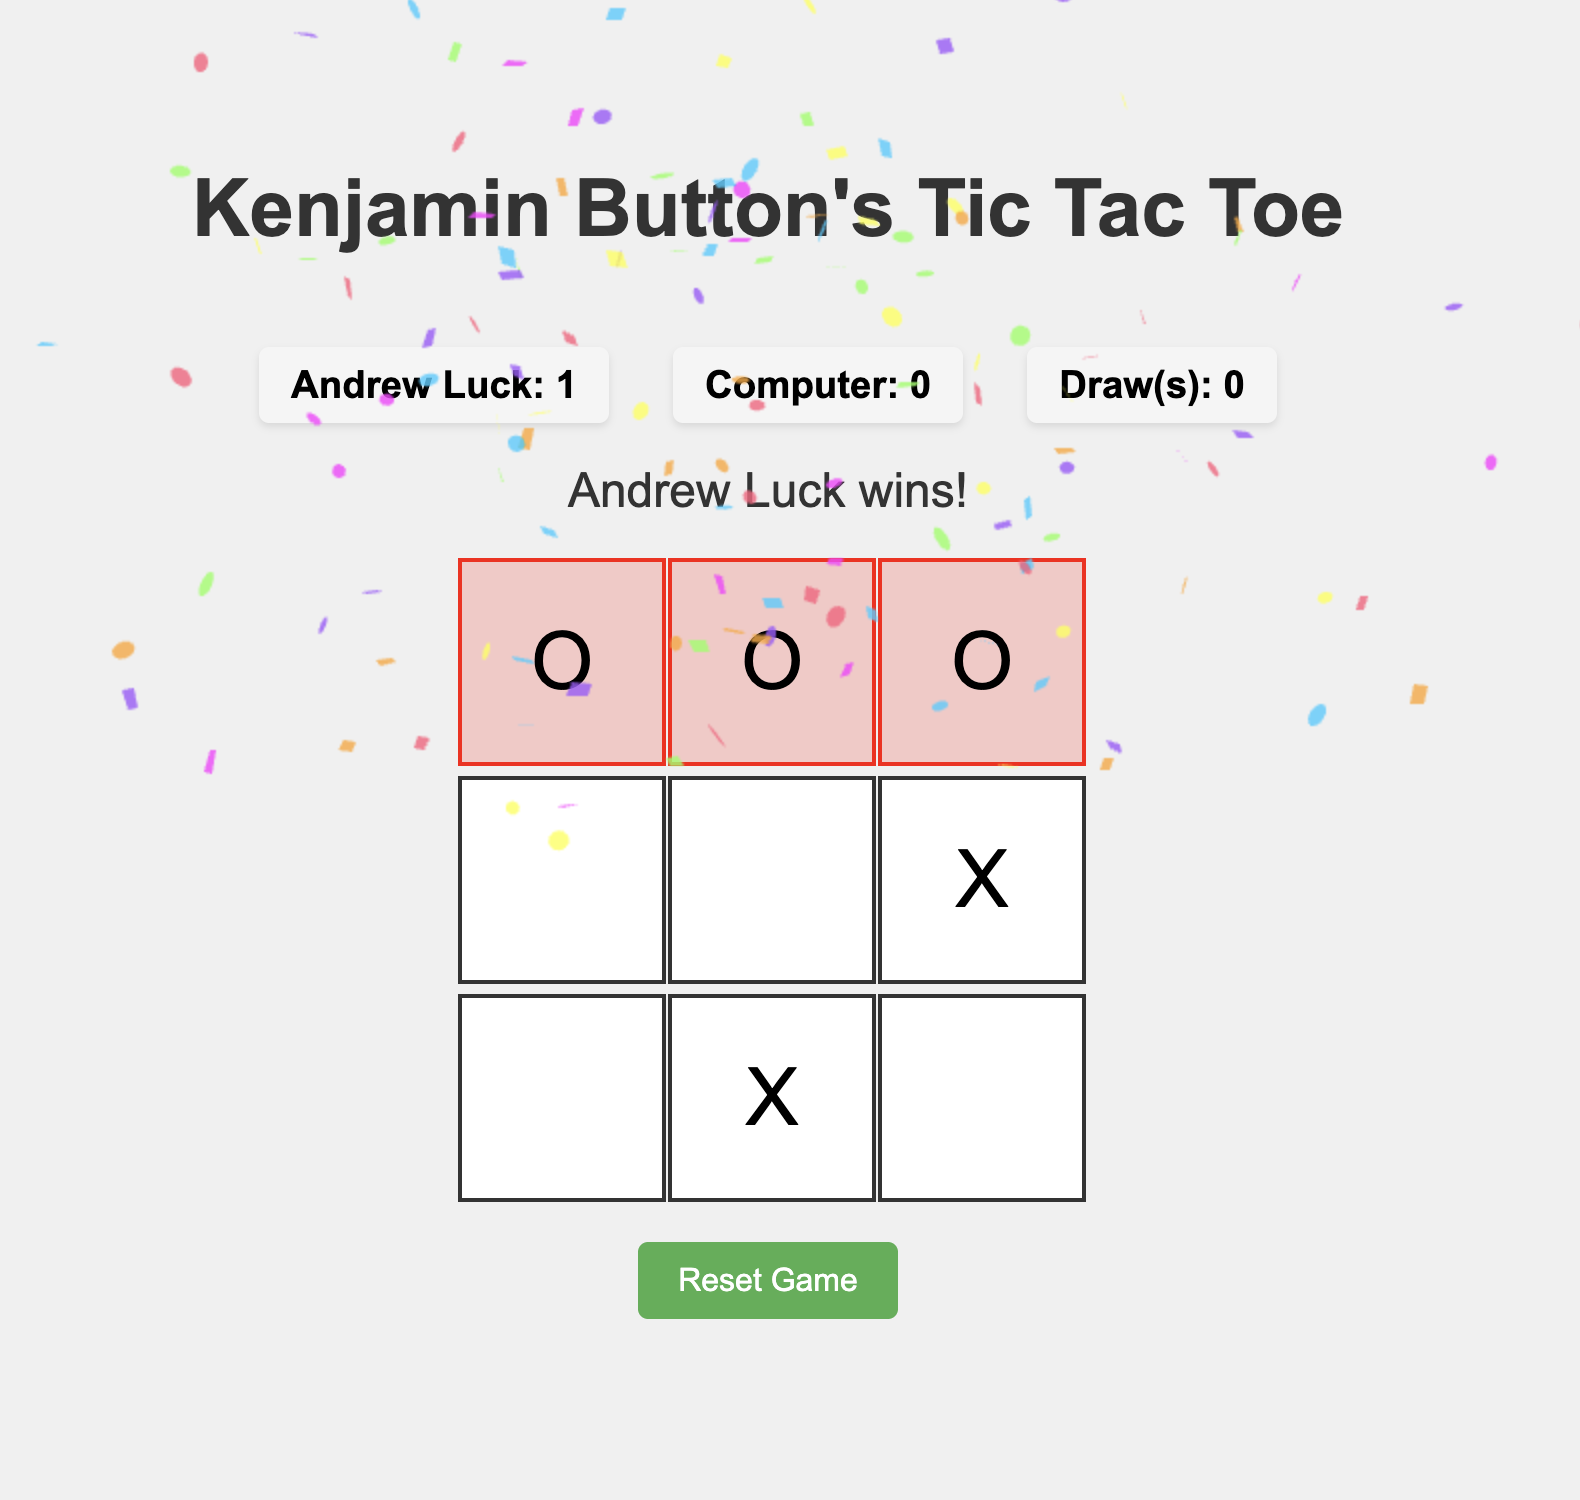 Kenjamin Button's Tic Tac Toe
Andrew Luck: 1 Computer: 0 Draw(s): 0
Andrew Luck wins!
O O O
X
X
Reset Game